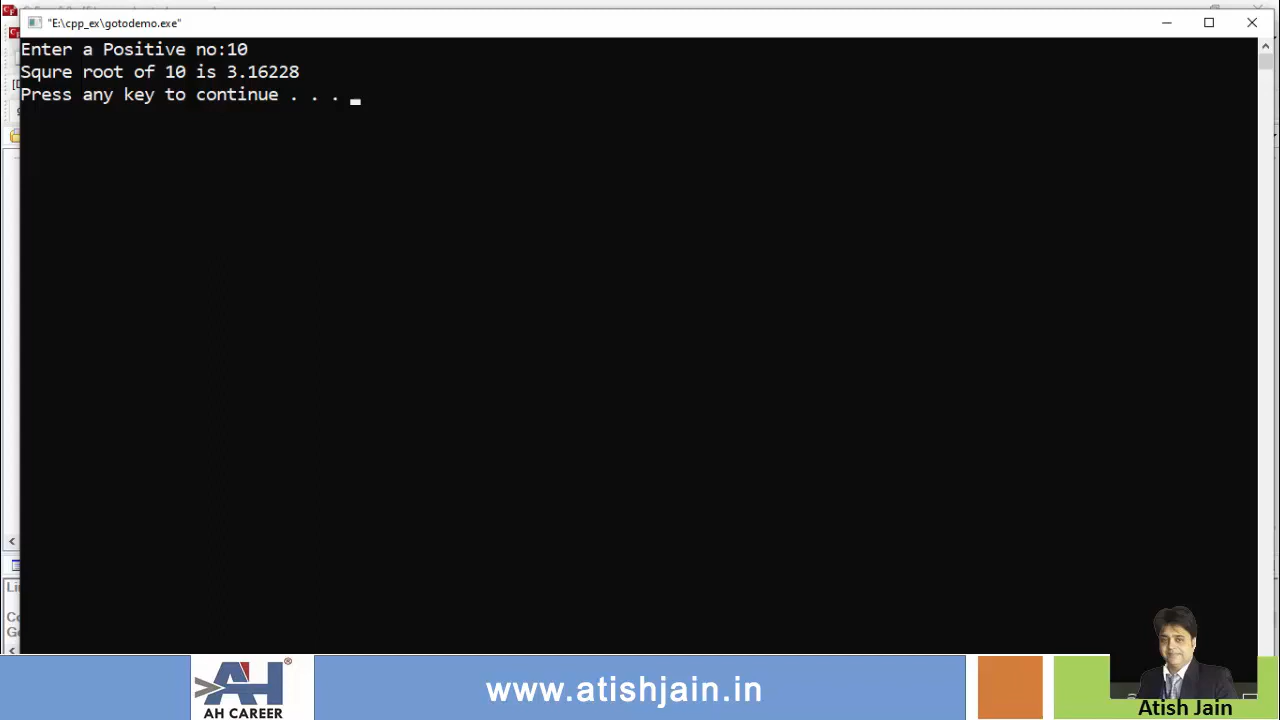 "E:\cpp_ex\gotodemo.exe"
Enter a Positive no:10
Squre root of 10 is 3.16228
Press any key to continue . . .
AH CAREER
www.atishjain.in
Atish Jain